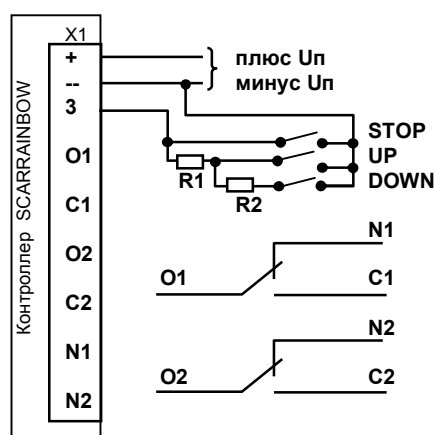 X1
+
--
3
O1
C1
O2
C2
N1
N2
Контроллер SCARRAINBOW
плюс Uп
минус Uп
STOP
UP
DOWN
R1
R2
N1
O1
C1
N2
O2
C2